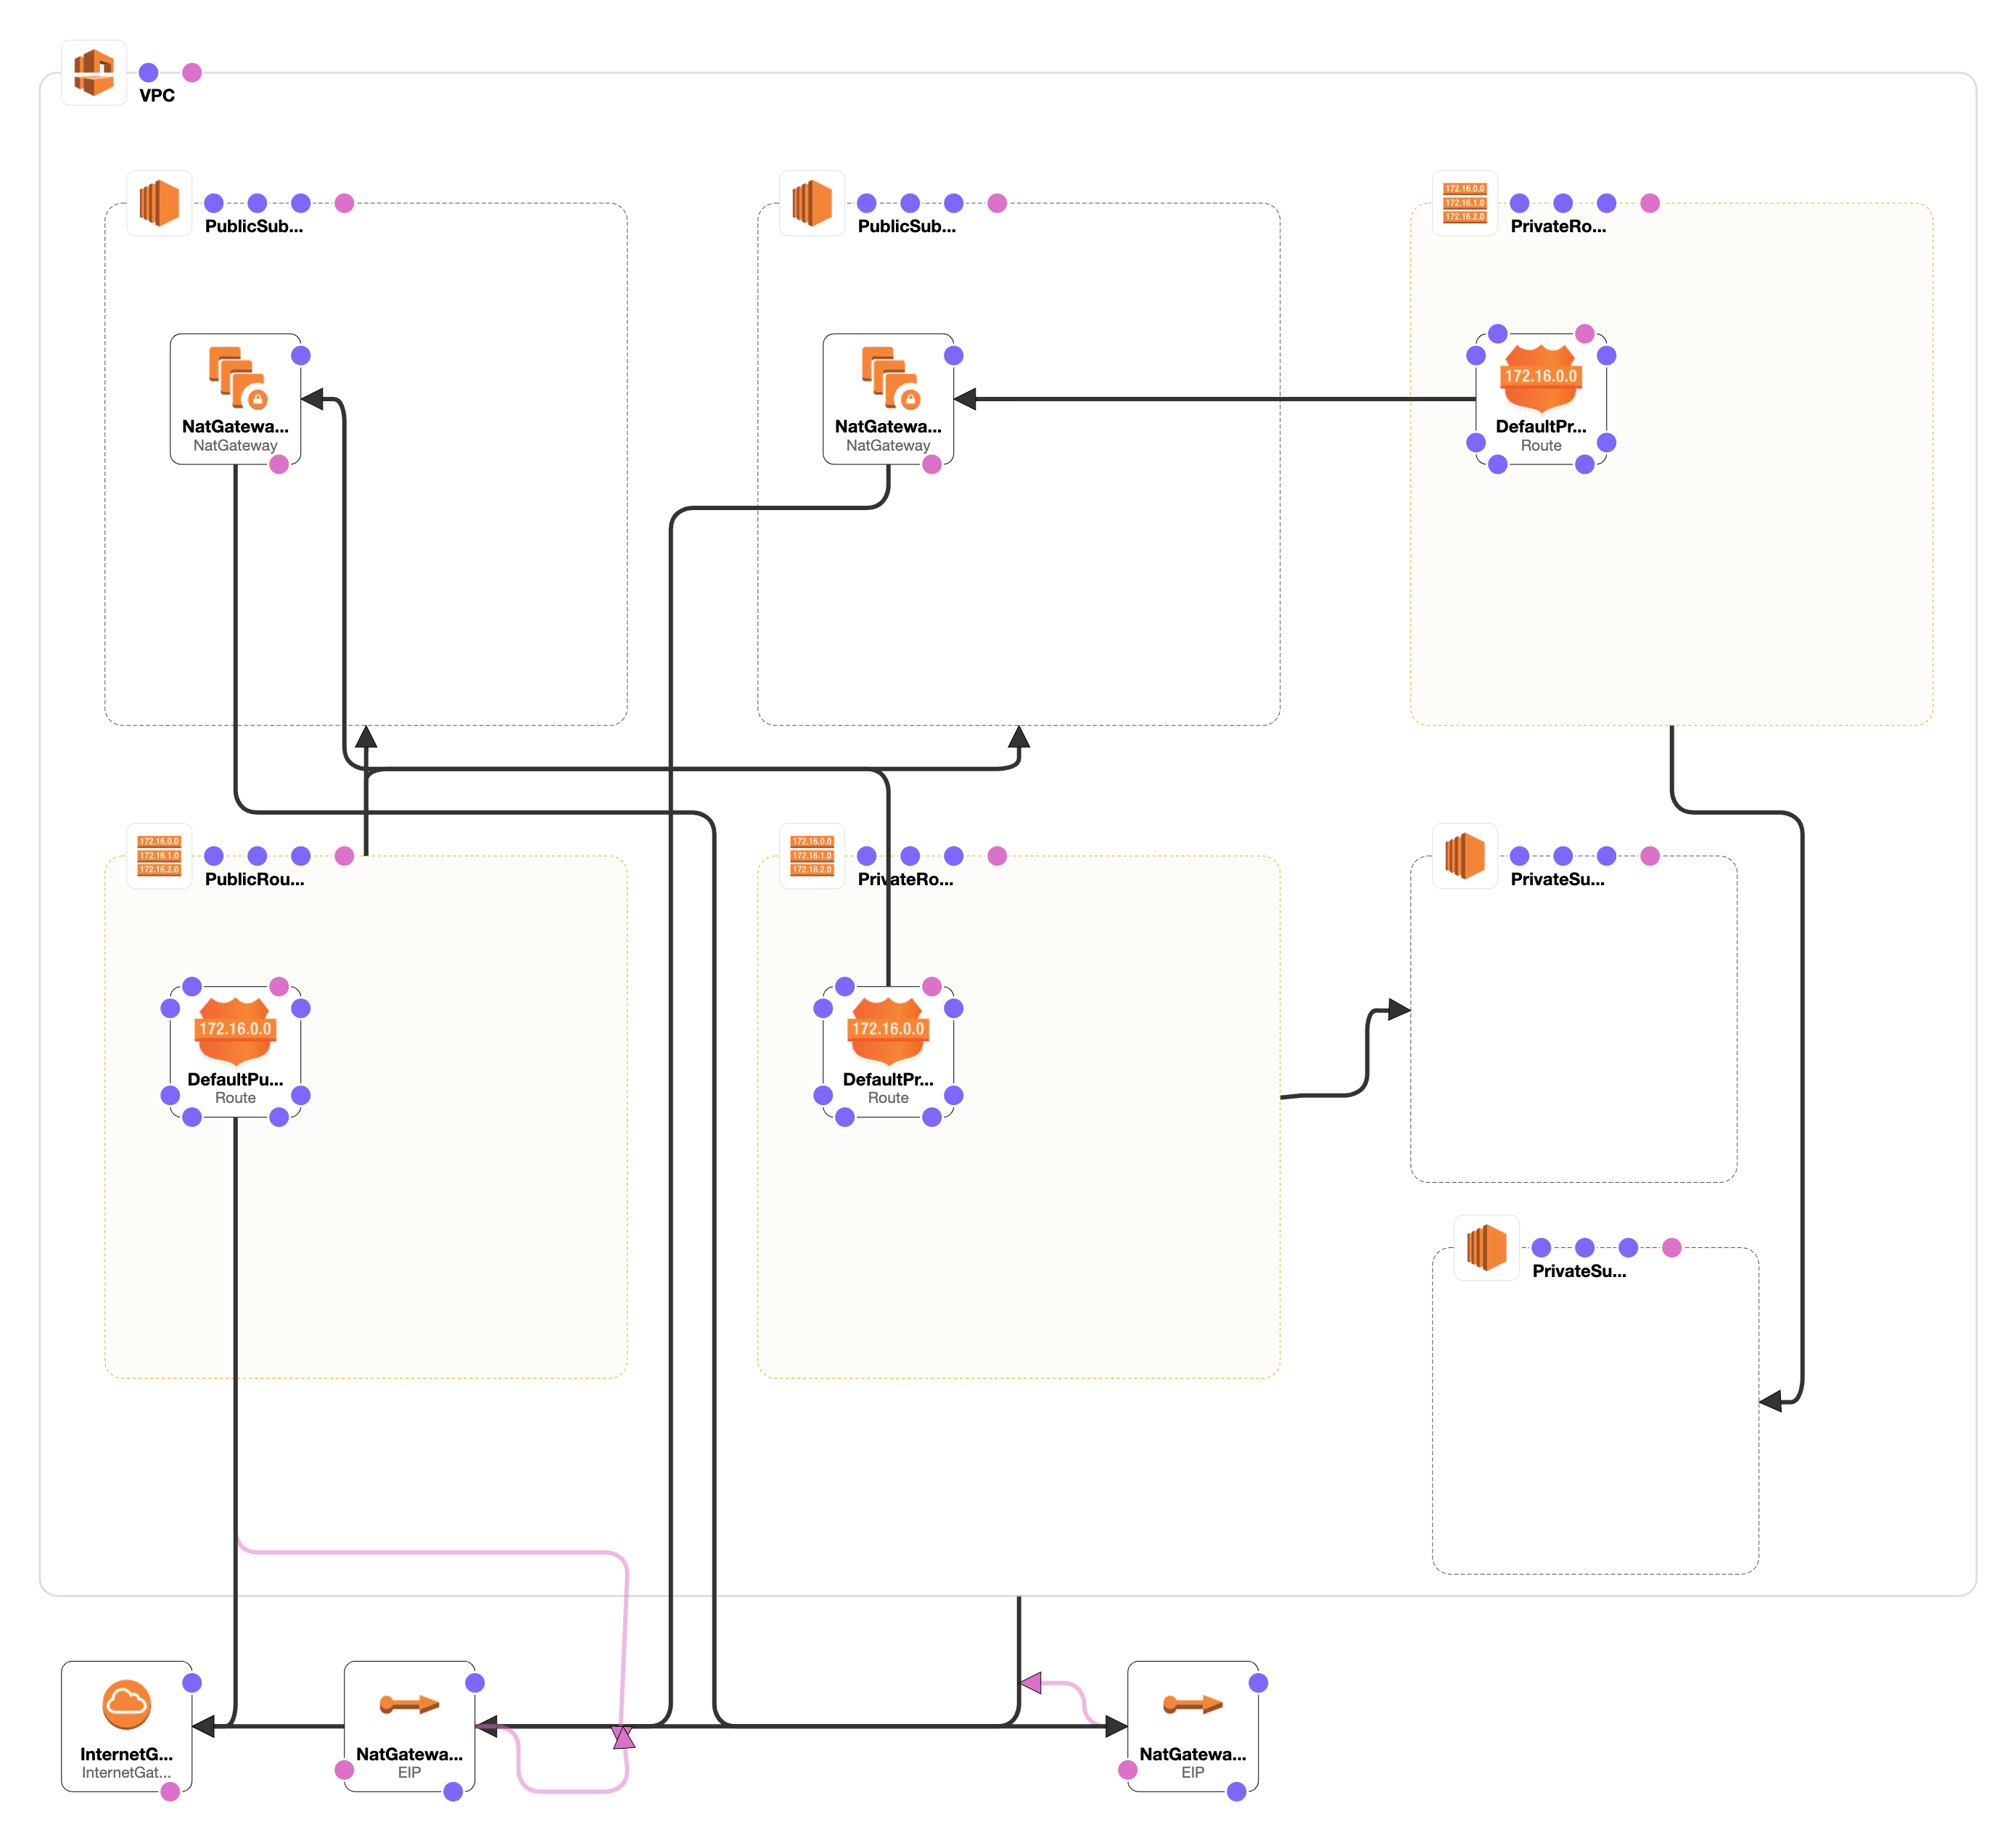 VPC
PublicSub...
PublicSub...
172.16.0.0
172.16.1.0
172.16.2.0
PrivateRo...
NatGatewa...
NatGateway
NatGatewa...
NatGateway
172.16.0.0
DefaultPr...
Route
172.16.0.0
172.16.1.0
172.16.2.0
PublicRou...
172.16.0.0
172.16.1.0
172.16.2.0
PrivateRo...
PrivateSu...
172.16.0.0
DefaultPu...
Route
172.16.0.0
DefaultPr...
Route
PrivateSu...
InternetG...
InternetGat...
NatGatewa...
EIP
NatGatewa...
EIP